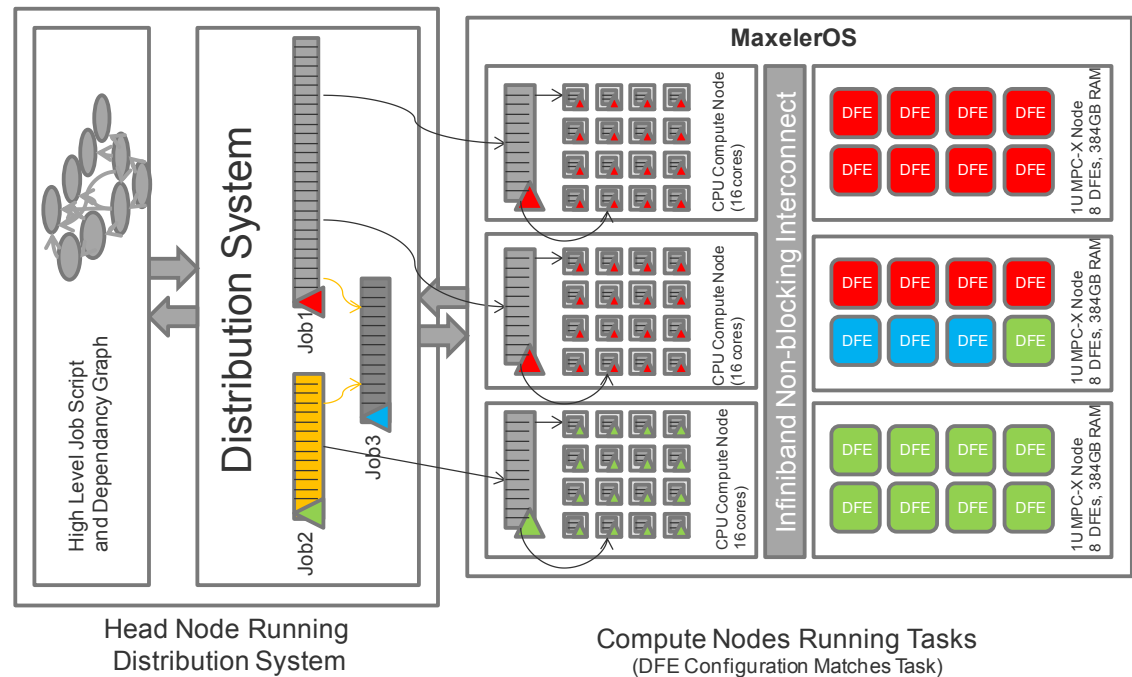 High Level Job Script
and Dependancy Graph
Distribution System
Job1
Job2
Job3
Head Node Running
Distribution System
MaxelerOS
CPU Compute Node
(16 cores)
CPU Compute Node
(16 cores)
CPU Compute Node
16 cores)
Infiniband Non-blocking Interconnect
DFE DFE DFE DFE
DFE DFE DFE DFE
1U MPC-X Node
8 DFEs, 384GB RAM
DFE DFE DFE DFE
DFE DFE DFE DFE
1U MPC-X Node
8 DFEs, 384GB RAM
DFE DFE DFE DFE
DFE DFE DFE DFE
1U MPC-X Node
8 DFEs, 384GB RAM
Compute Nodes Running Tasks
(DFE Configuration Matches Task)